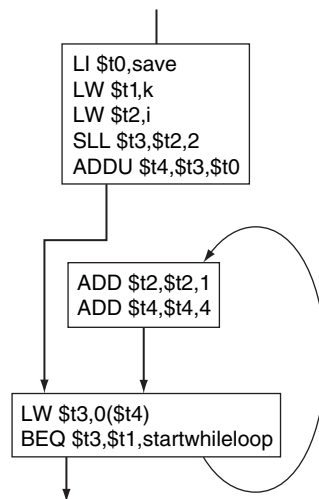 LI $t0,save
LW $t1,k
LW $t2,i
SLL $t3,$t2,2
ADDU $t4,$t3,$t0
ADD $t2,$t2,1
ADD $t4,$t4,4
LW $t3,0($t4)
BEQ $t3,$t1,startwhileloop